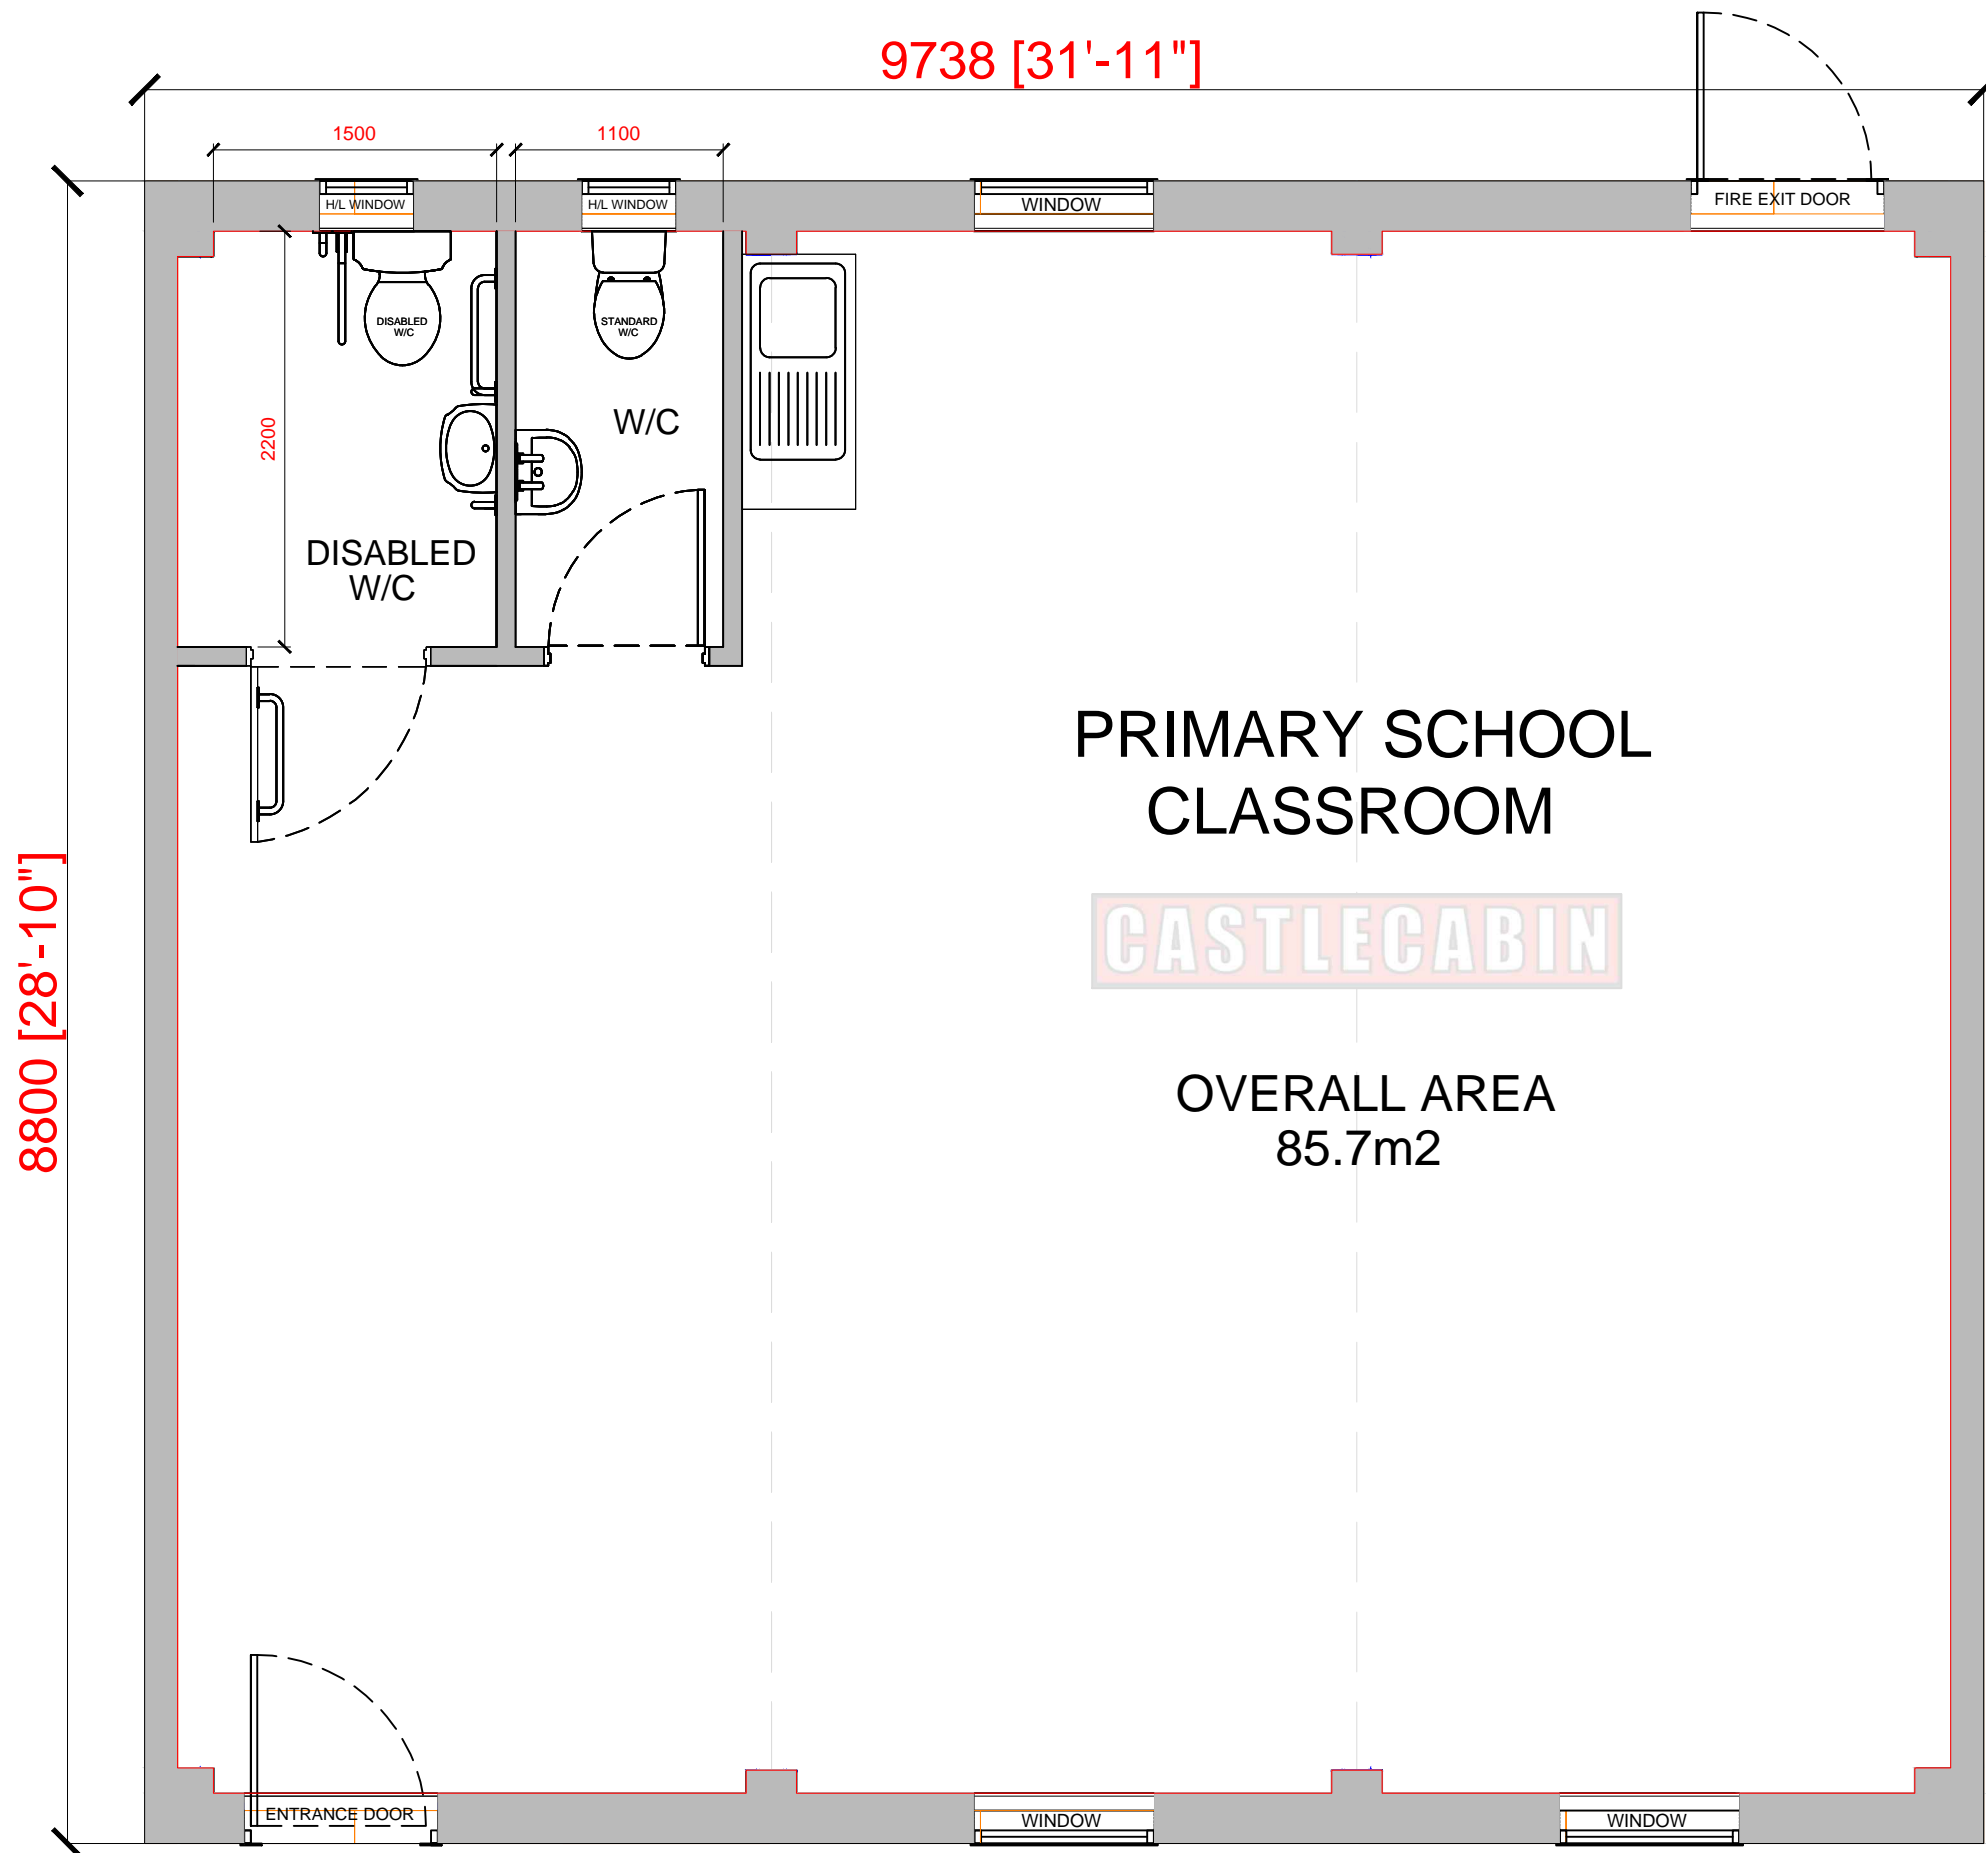 9738 [31'-11"]
1500
1100
H/L WINDOW
H/L WINDOW
WINDOW
FIRE EXIT DOOR
DISABLED
W/C
STANDARD
W/C
2200
W/C
DISABLED
W/C
PRIMARY SCHOOL
CLASSROOM
CASTLECABIN
8800 [28'-10"]
OVERALL AREA
85.7m2
ENTRANCE DOOR
WINDOW
WINDOW